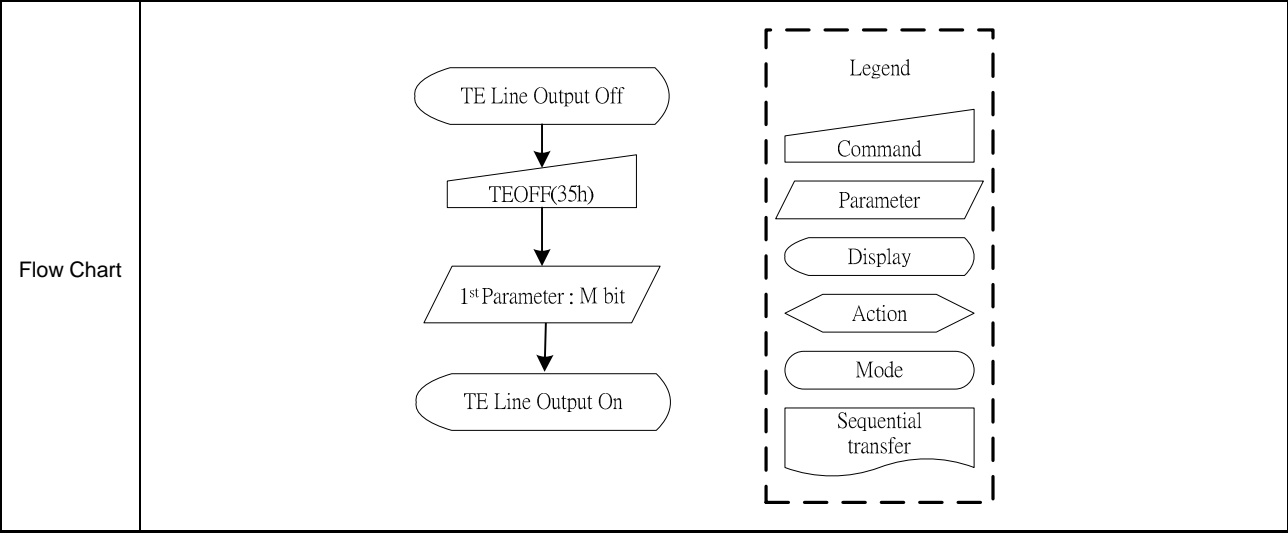 Flow Chart
TE Line Output Off
TEOFF(35h)
1st Parameter : M bit
TE Line Output On
Legend
Command
Parameter
Display
Action
Mode
Sequential
transfer